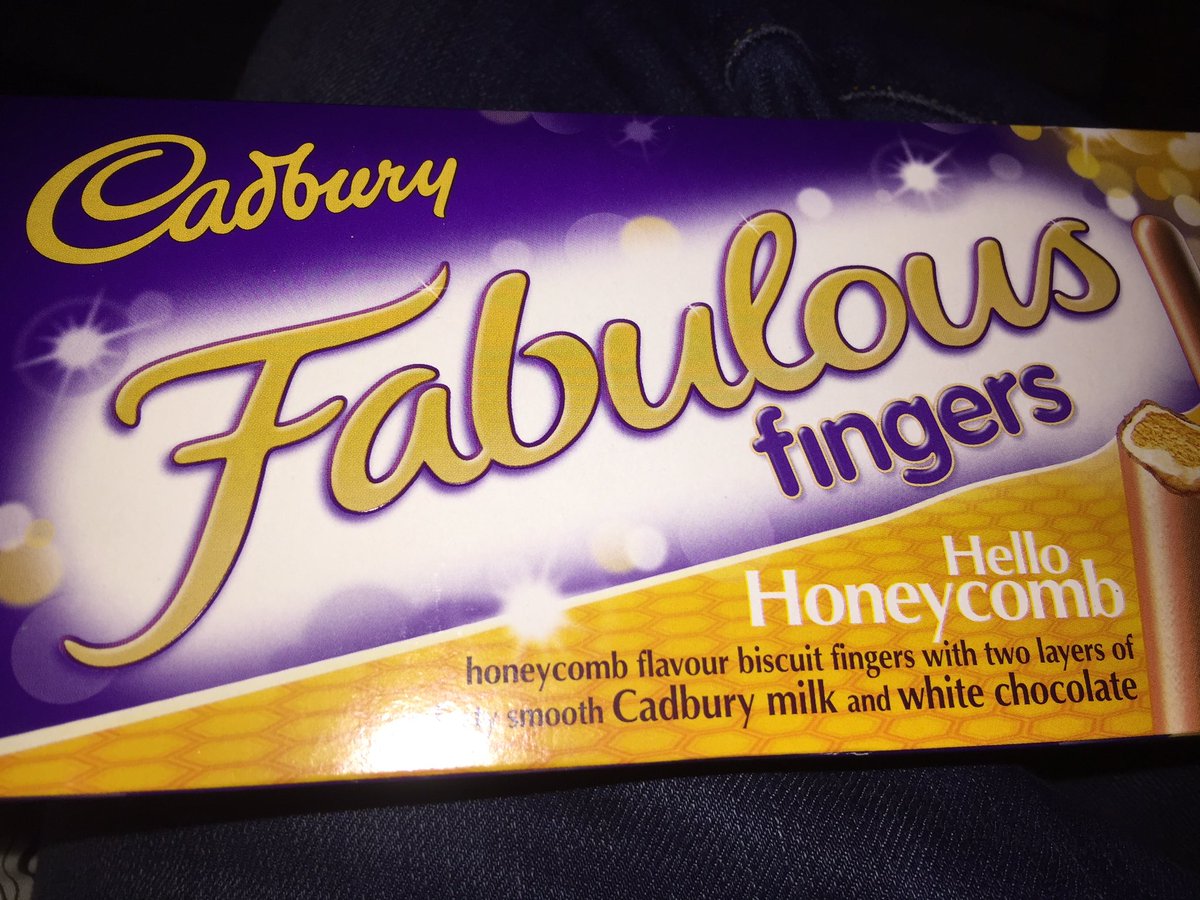 Cadbury
Fabulous
fingers
Hello
Honeycomb
honeycomb flavour biscuit fingers with two layers of
smooth Cadbury milk and white chocolate